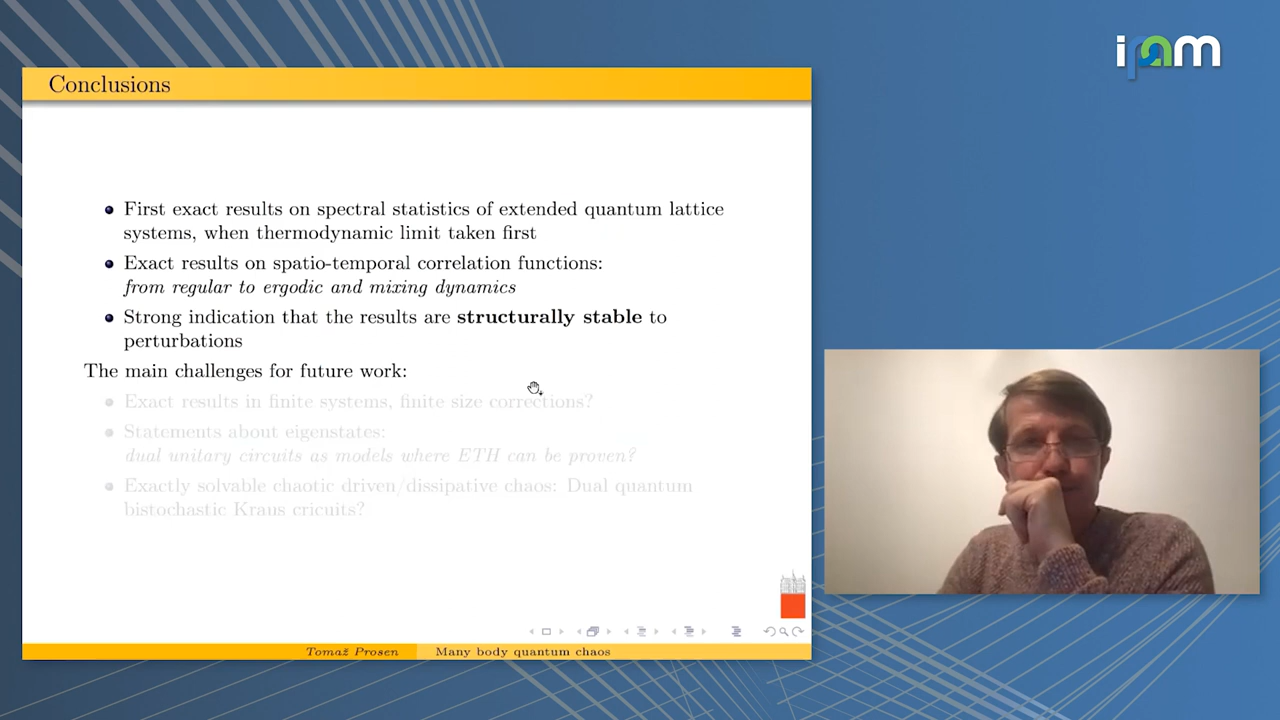 ipam
Conclusions
First exact results on spectral statistics of extended quantum lattice
systems, when thermodynamic limit taken first
Exact results on spatio-temporal correlation functions:
from regular to ergodic and mixing dynamics
Strong indication that the results are structurally stable to
perturbations
The main challenges for future work:
Exact results in finite systems, finite size corrections?
Statements about eigenstates:
dual unitary circuits as models where ETH can be proven?
Exactly solvable chaotic driven/dissipative chaos: Dual quantum
bistochastic Kraus cricuits?
Tomaž Prosen
Many body quantum chaos